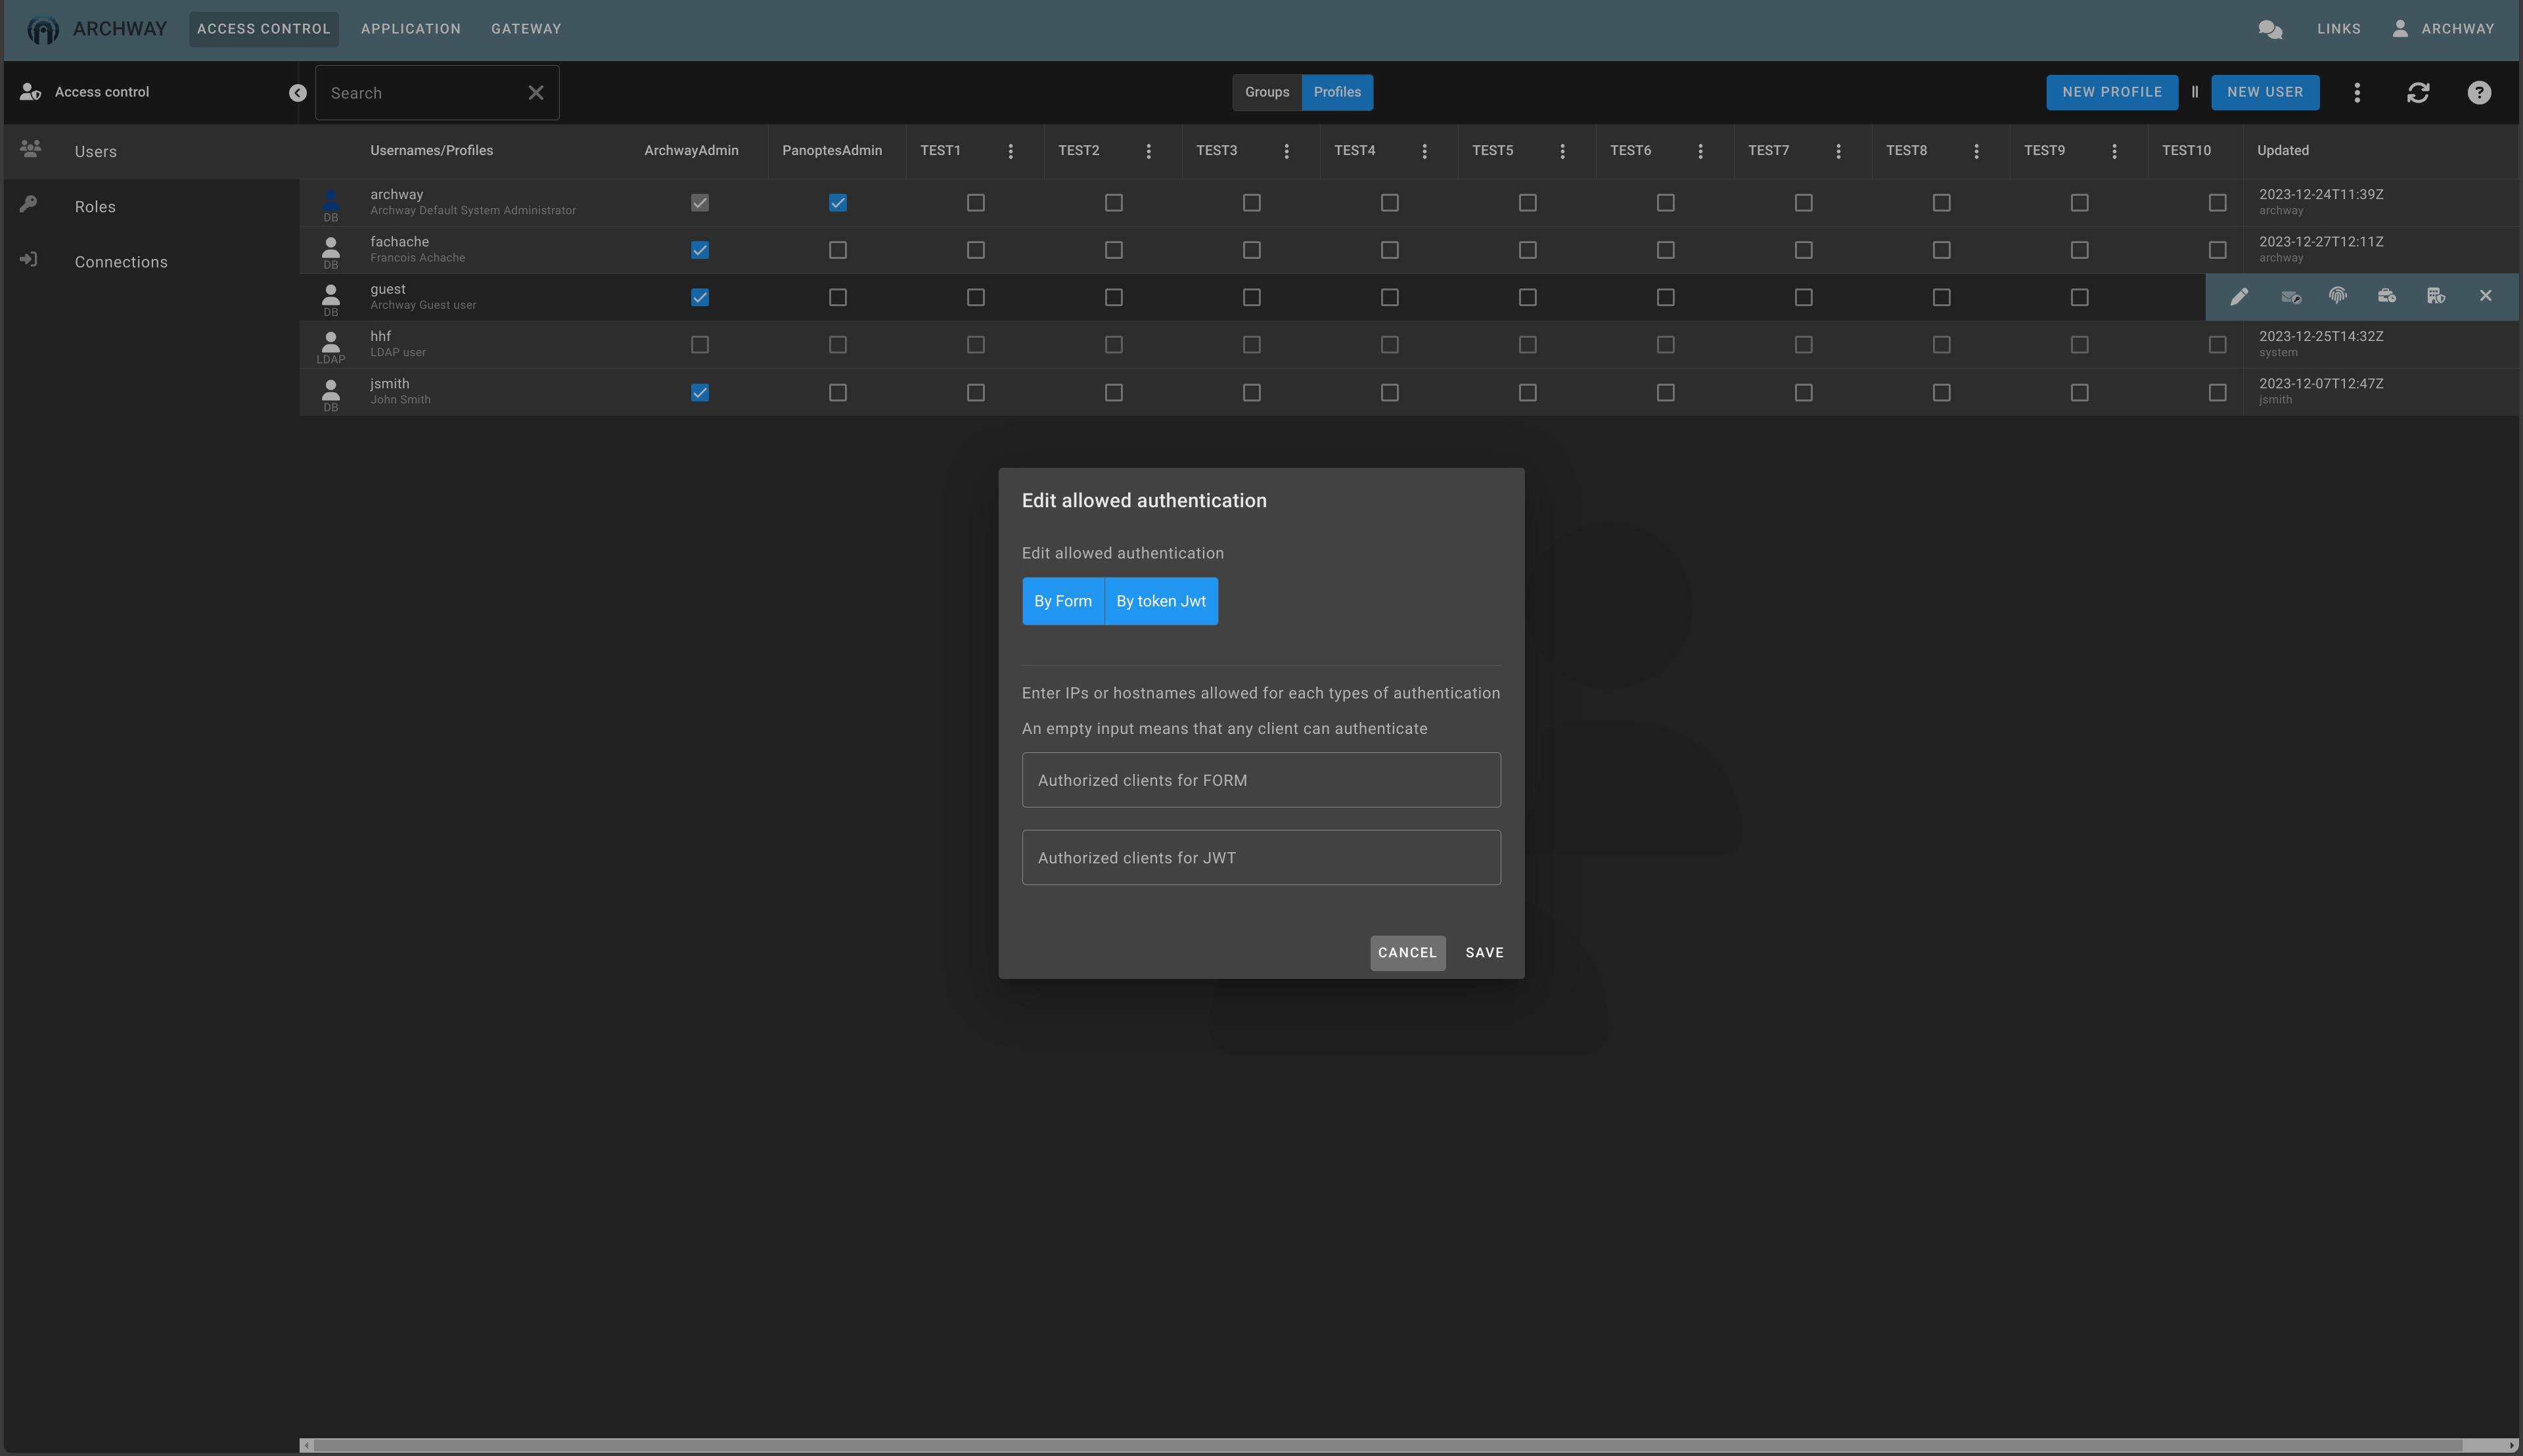 ARCHWAY ACCESS CONTROL APPLICATION GATEWAY LINKS ARCHWAY
Access control Search Groups Profiles NEW PROFILE NEW USER
Users
Roles
Connections
Usernames/Profiles ArchwayAdmin PanoptesAdmin TEST1 TEST2 TEST3 TEST4 TEST5 TEST6 TEST7 TEST8 TEST9 TEST10 Updated
archway 2023-12-24T11:39Z
DB Archway Default System Administrator archway
fachache 2023-12-27T12:11Z
DB Francois Achache archway
guest
DB Archway Guest user
hhf 2023-12-25T14:32Z
LDAP LDAP user system
jsmith 2023-12-07T12:47Z
DB John Smith jsmith
Edit allowed authentication
Edit allowed authentication
By Form By token Jwt
Enter IPs or hostnames allowed for each types of authentication
An empty input means that any client can authenticate
Authorized clients for FORM
Authorized clients for JWT
CANCEL SAVE